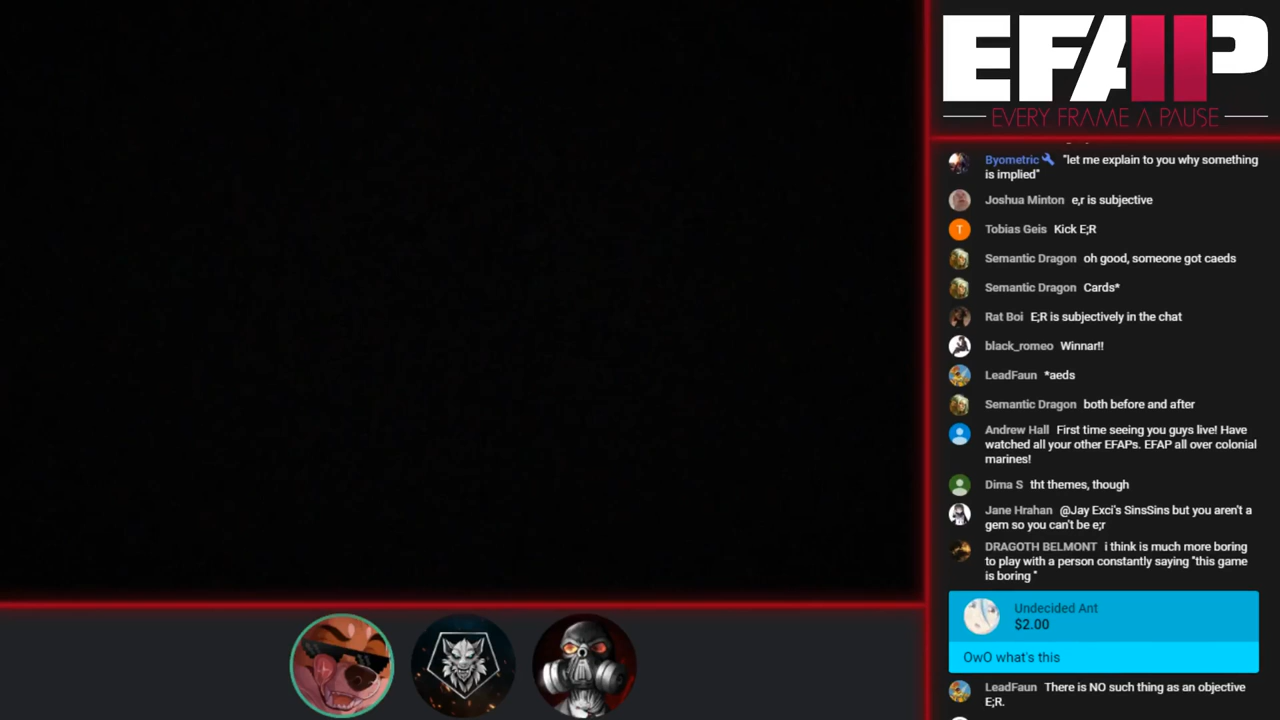 EFAP
EVERY FRAME A PAUSE
Byometric "let me explain to you why something
is implied"
Joshua Minton e,r is subjective
T
Tobias Geis Kick E;R
Semantic Dragon oh good, someone got caeds
Semantic Dragon Cards*
Rat Boi E;R is subjectively in the chat
black_romeo Winnar!!
LeadFaun *aeds
Semantic Dragon both before and after
Andrew Hall First time seeing you guys live! Have
watched all your other EFAPs. EFAP all over colonial
marines!
Dima S tht themes, though
Jane Hrahan @Jay Exci's SinsSins but you aren't a
gem so you can't be e;r
DRAGOTH BELMONT i think is much more boring
to play with a person constantly saying "this game
is boring "
Undecided Ant
$2.00
OwO what's this
LeadFaun There is NO such thing as an objective
E;R.